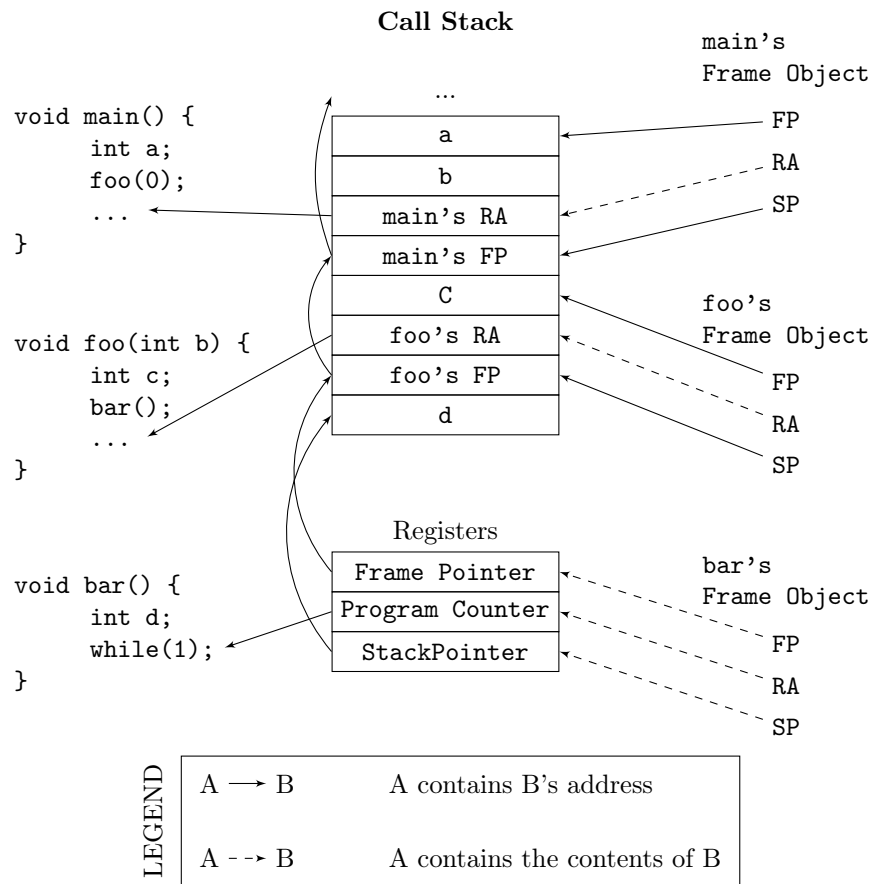 Call Stack
main's
Frame Object
...
FP
void main() {
a
int a;
RA
b
foo(0);
SP
...
main's RA
}
main's FP
C
foo's
Frame Object
void foo(int b) {
foo's RA
int c;
foo's FP
FP
bar();
d
RA
...
SP
}
Registers
bar's
Frame Object
Frame Pointer
void bar() {
Program Counter
int d;
FP
while(1);
StackPointer
RA
}
SP
LEGEND
A B A contains B's address
A B A contains the contents of B